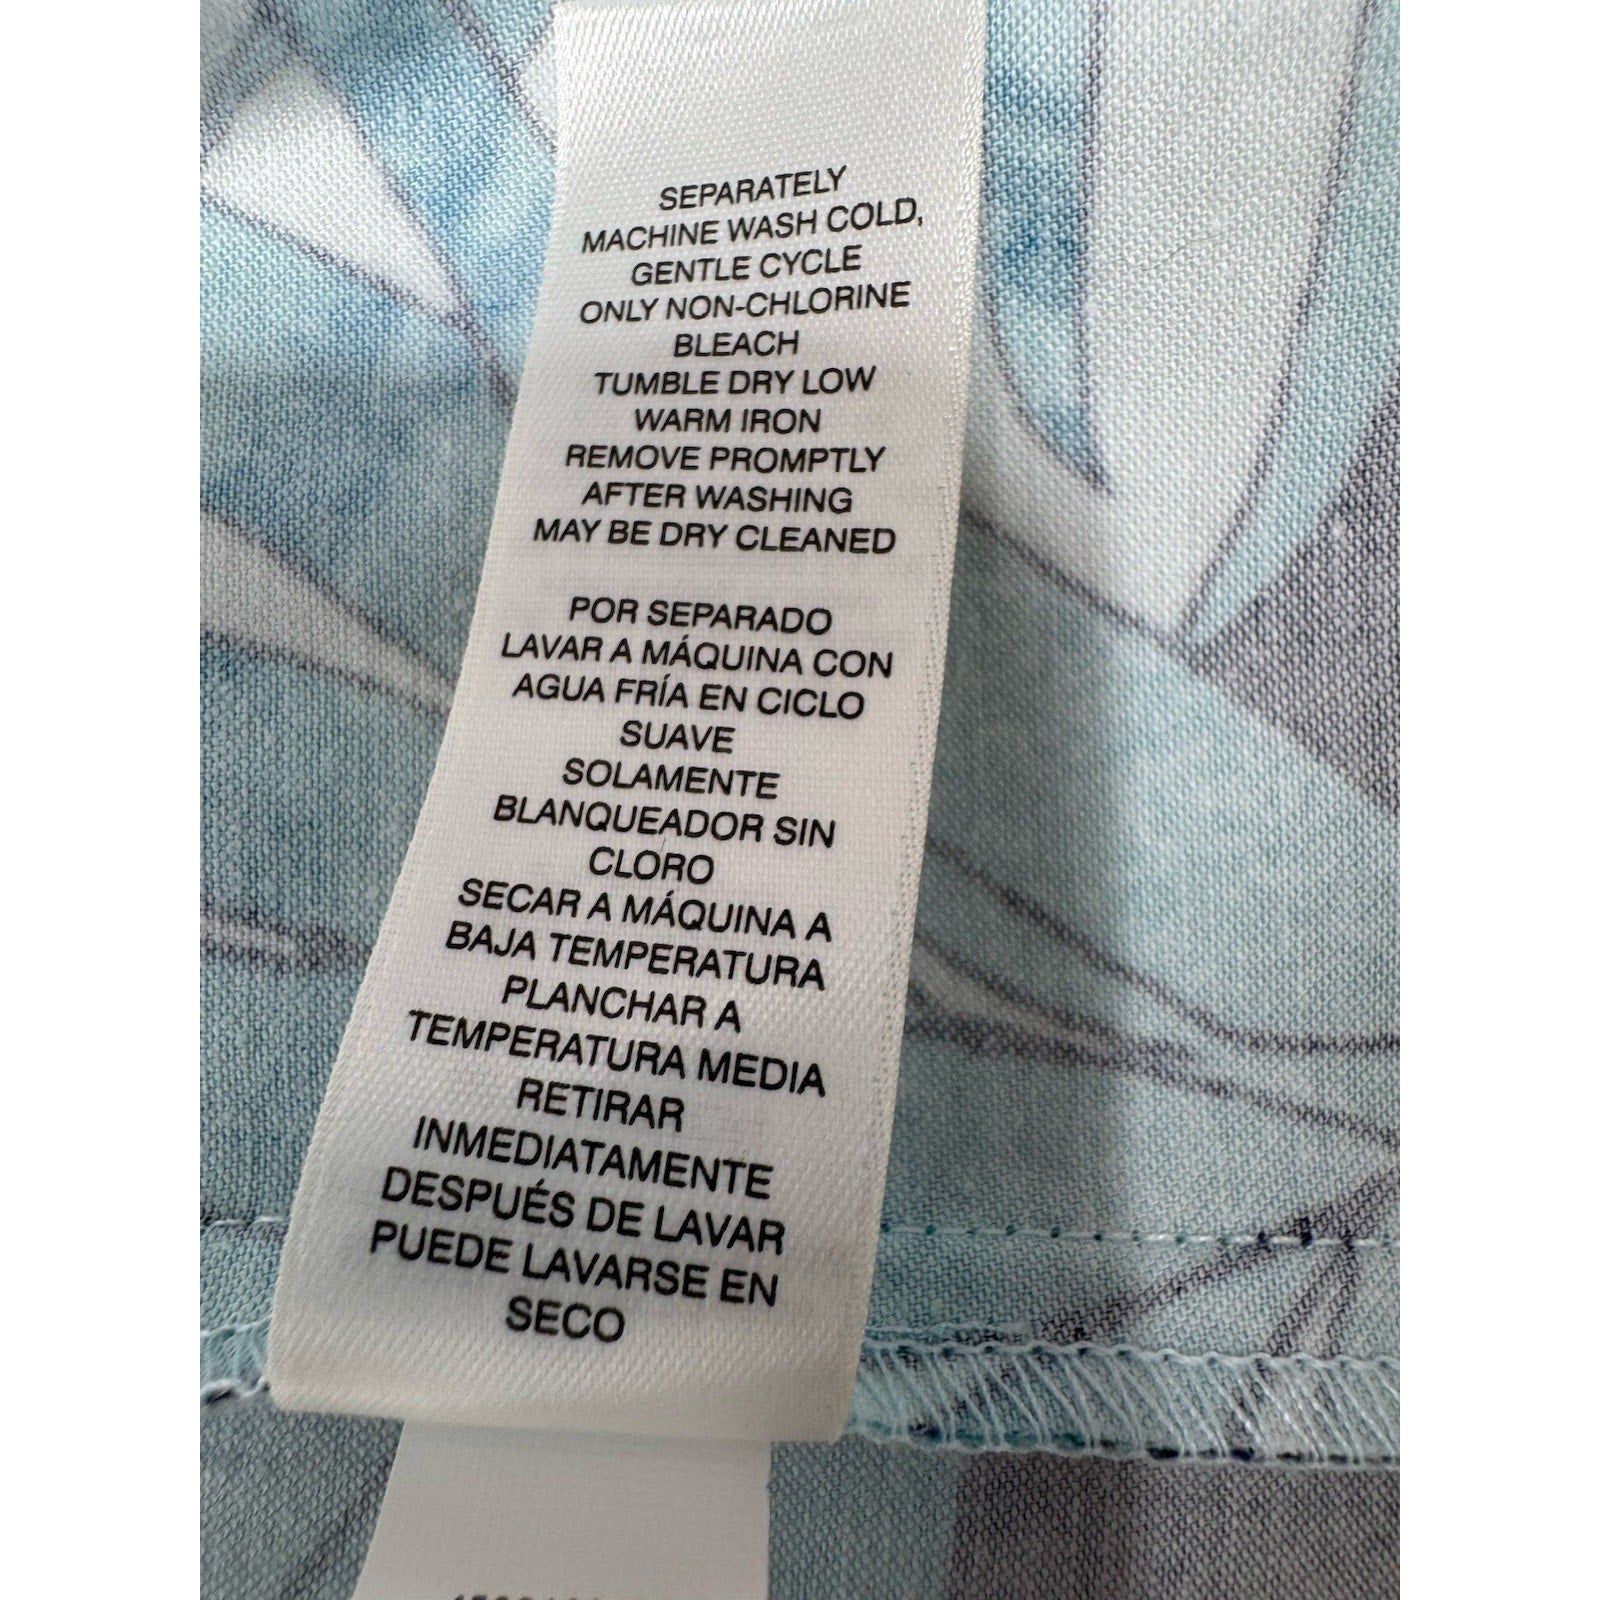 SEPARATELY
MACHINE WASH COLD,
GENTLE CYCLE
ONLY NON-CHLORINE
BLEACH
TUMBLE DRY LOW
WARM IRON
REMOVE PROMPTLY
AFTER WASHING
MAY BE DRY CLEANED
POR SEPARADO
LAVAR A MÁQUINA CON
AGUA FRÍA EN CICLO
SUAVE
SOLAMENTE
BLANQUEADOR SIN
CLORO
SECAR A MÁQUINA A
BAJA TEMPERATURA
PLANCHAR A
TEMPERATURA MEDIA
RETIRAR
INMEDIATAMENTE
DESPUÉS DE LAVAR
PUEDE LAVARSE EN
SECO